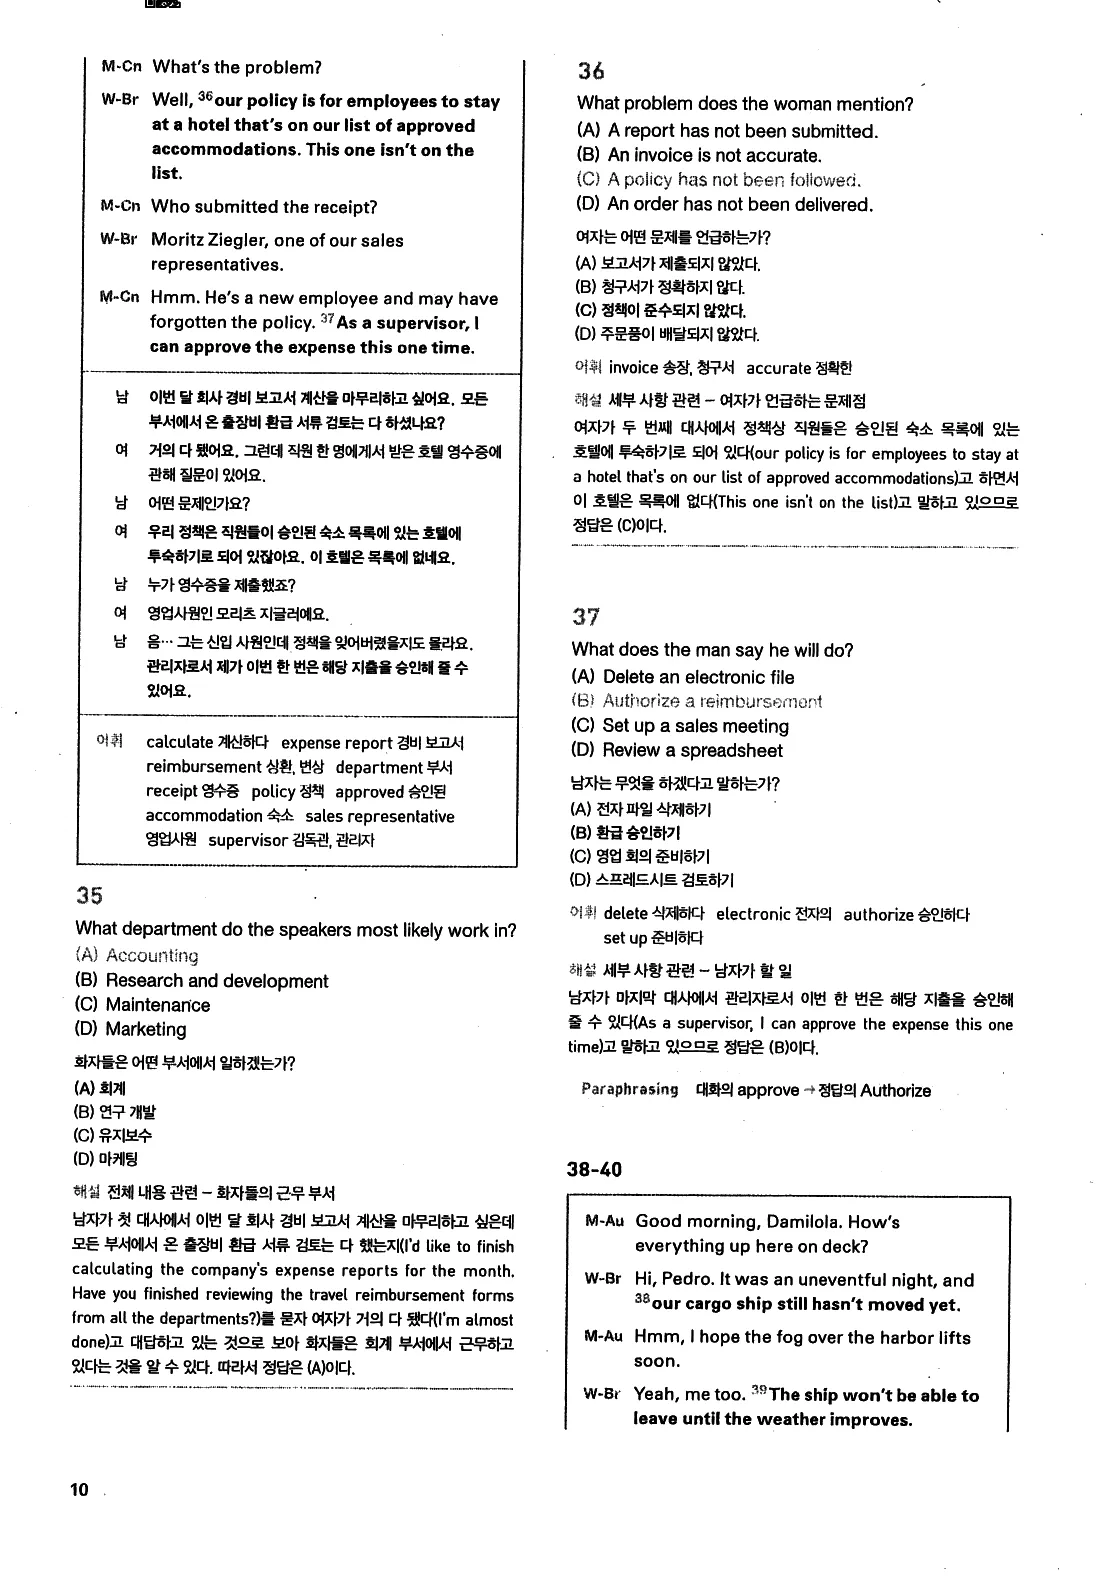 M-Cn What's the problem?
W-Br Well, 36our policy is for employees to stay
at a hotel that's on our list of approved
accommodations. This one isn't on the
list.
M-Cn Who submitted the receipt?
W-Br Moritz Ziegler, one of our sales
representatives.
M-Cn Hmm. He's a new employee and may have
forgotten the policy. 37As a supervisor, I
can approve the expense this one time.
남 이번 달 회사 경비 보고서 계산을 마무리하고 싶어요. 모든
부서에서 온 출장비 환급 서류 검토는 다 하셨나요?
여 거의 다 됐어요. 그런데 직원 한 명에게서 받은 호텔 영수증에
관해 질문이 있어요.
남 어떤 문제인가요?
여 우리 정책은 직원들이 승인된 숙소 목록에 있는 호텔에
투숙하기로 되어 있잖아요. 이 호텔은 목록에 없네요.
남 누가 영수증을 제출했죠?
여 영업사원인 모리츠 지글러예요.
남 음… 그는 신입 사원인데 정책을 잊어버렸을지도 몰라요.
관리자로서 제가 이번 한 번은 해당 지출을 승인해 줄 수
있어요.
어휘 calculate 계산하다 expense report 경비 보고서
reimbursement 상환, 변상 department 부서
receipt 영수증 policy 정책 approved 승인된
accommodation 숙소 sales representative
영업사원 supervisor 감독관, 관리자
35
What department do the speakers most likely work in?
(A) Accounting
(B) Research and development
(C) Maintenance
(D) Marketing
화자들은 어떤 부서에서 일하겠는가?
(A) 회계
(B) 연구 개발
(C) 유지보수
(D) 마케팅
해설 전체 내용 관련 – 화자들의 근무 부서
남자가 첫 대사에서 이번 달 회사 경비 보고서 계산을 마무리하고 싶은데
모든 부서에서 온 출장비 환급 서류 검토는 다 했는지(I'd like to finish
calculating the company's expense reports for the month.
Have you finished reviewing the travel reimbursement forms
from all the departments?)를 묻자 여자가 거의 다 됐다(I'm almost
done)고 대답하고 있는 것으로 보아 화자들은 회계 부서에서 근무하고
있다는 것을 알 수 있다. 따라서 정답은 (A)이다.
10
36
What problem does the woman mention?
(A) A report has not been submitted.
(B) An invoice is not accurate.
(C) A policy has not been followed.
(D) An order has not been delivered.
여자는 어떤 문제를 언급하는가?
(A) 보고서가 제출되지 않았다.
(B) 청구서가 정확하지 않다.
(C) 정책이 준수되지 않았다.
(D) 주문품이 배달되지 않았다.
어휘 invoice 송장, 청구서 accurate 정확한
해설 세부 사항 관련 – 여자가 언급하는 문제점
여자가 두 번째 대사에서 정책상 직원들은 승인된 숙소 목록에 있는
호텔에 투숙하기로 되어 있다(our policy is for employees to stay at
a hotel that's on our list of approved accommodations)고 하면서
이 호텔은 목록에 없다(This one isn't on the list)고 말하고 있으므로
정답은 (C)이다.
37
What does the man say he will do?
(A) Delete an electronic file
(B) Authorize a reimbursement
(C) Set up a sales meeting
(D) Review a spreadsheet
남자는 무엇을 하겠다고 말하는가?
(A) 전자 파일 삭제하기
(B) 환급 승인하기
(C) 영업 회의 준비하기
(D) 스프레드시트 검토하기
어휘 delete 삭제하다 electronic 전자의 authorize 승인하다
set up 준비하다
해설 세부 사항 관련 – 남자가 할 일
남자가 마지막 대사에서 관리자로서 이번 한 번은 해당 지출을 승인해
줄 수 있다(As a supervisor, I can approve the expense this one
time)고 말하고 있으므로 정답은 (B)이다.
Paraphrasing 대화의 approve → 정답의 Authorize
38-40
M-Au Good morning, Damilola. How's
everything up here on deck?
W-Br Hi, Pedro. It was an uneventful night, and
38our cargo ship still hasn't moved yet.
M-Au Hmm, I hope the fog over the harbor lifts
soon.
W-Br Yeah, me too. 39The ship won't be able to
leave until the weather improves.